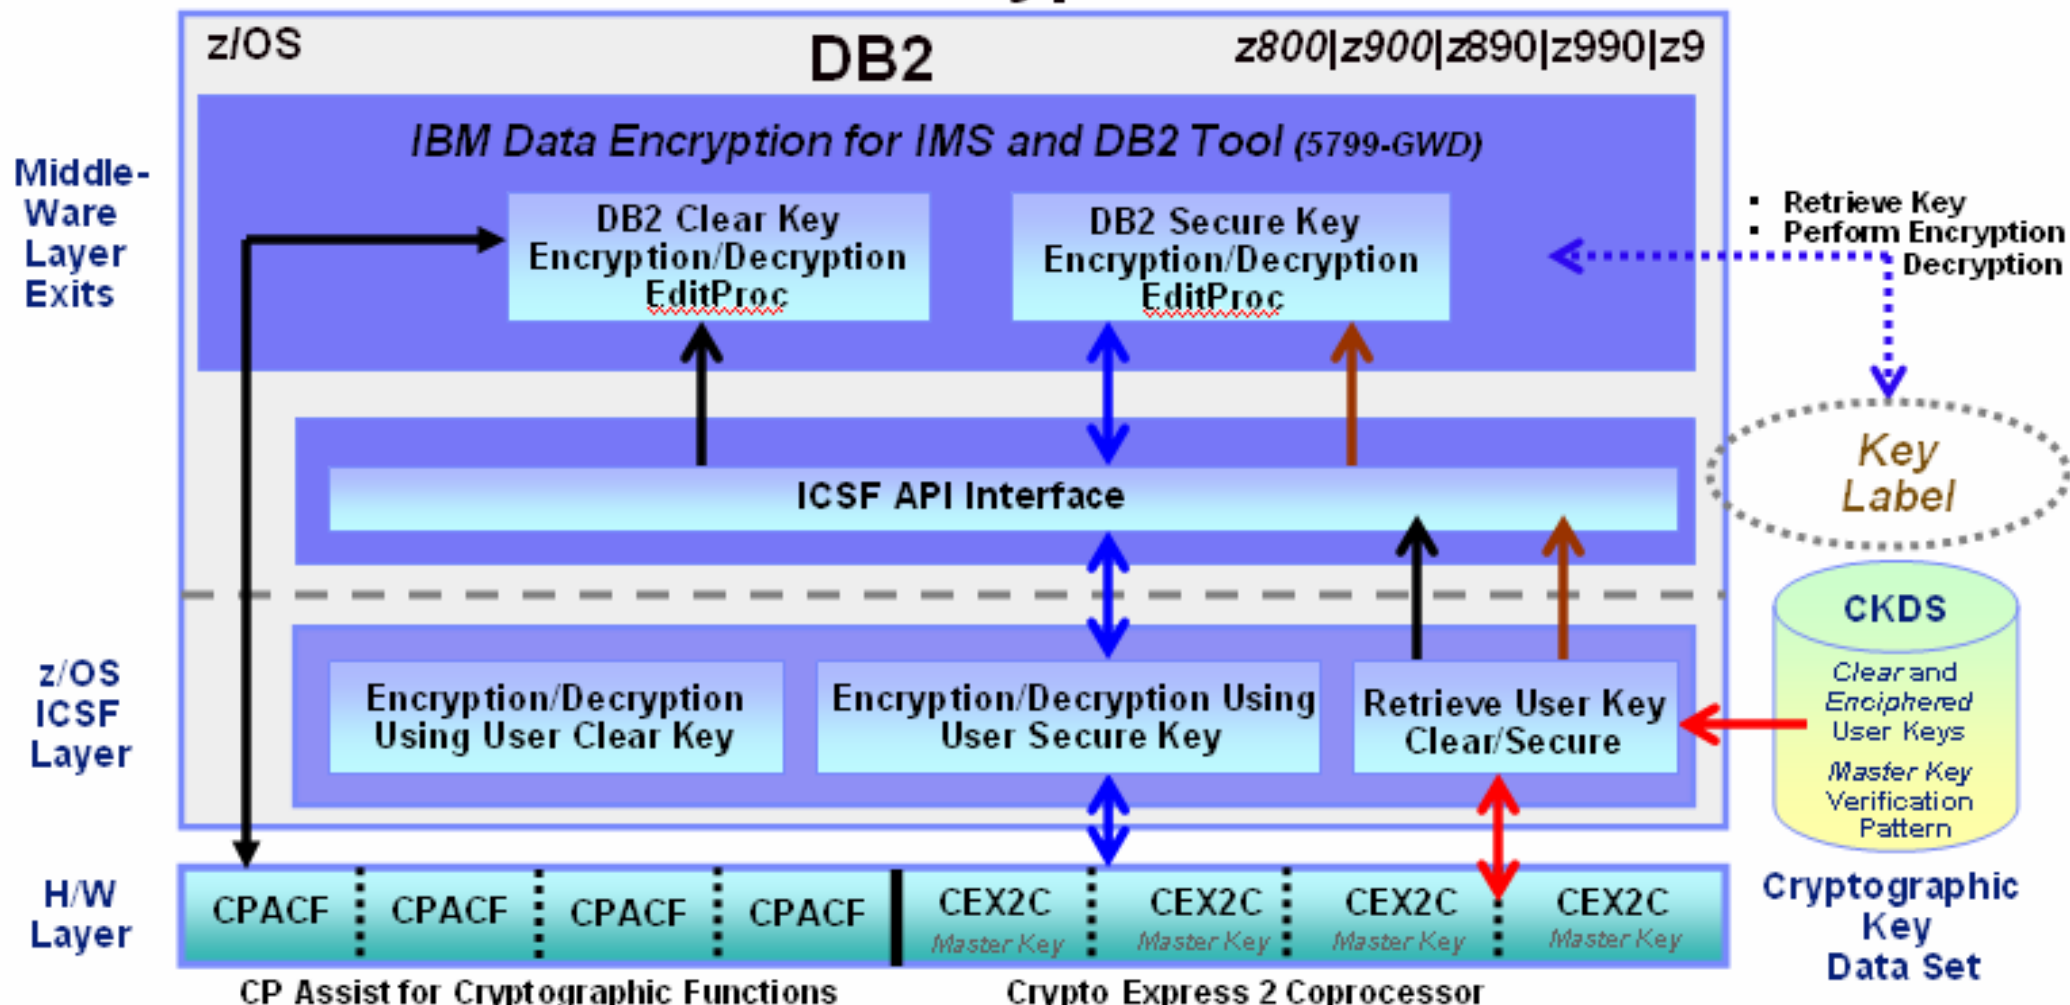 z/OS
DB2
z800|z900|z890|z990|z9
IBM Data Encryption for IMS and DB2 Tool (5799-GWD)
Middle-
Ware
Layer
Exits
DB2 Clear Key
Encryption/Decryption
EditProc
DB2 Secure Key
Encryption/Decryption
EditProc
▪ Retrieve Key
▪ Perform Encryption
Decryption
Key
Label
ICSF API Interface
z/OS
ICSF
Layer
Encryption/Decryption
Using User Clear Key
Encryption/Decryption Using
User Secure Key
Retrieve User Key
Clear/Secure
CKDS
Clear and
Enciphered
User Keys
Master Key
Verification
Pattern
Cryptographic
Key
Data Set
H/W
Layer
CPACF
CPACF
CPACF
CPACF
CEX2C
Master Key
CEX2C
Master Key
CEX2C
Master Key
CEX2C
Master Key
CP Assist for Cryptographic Functions
Crypto Express 2 Coprocessor